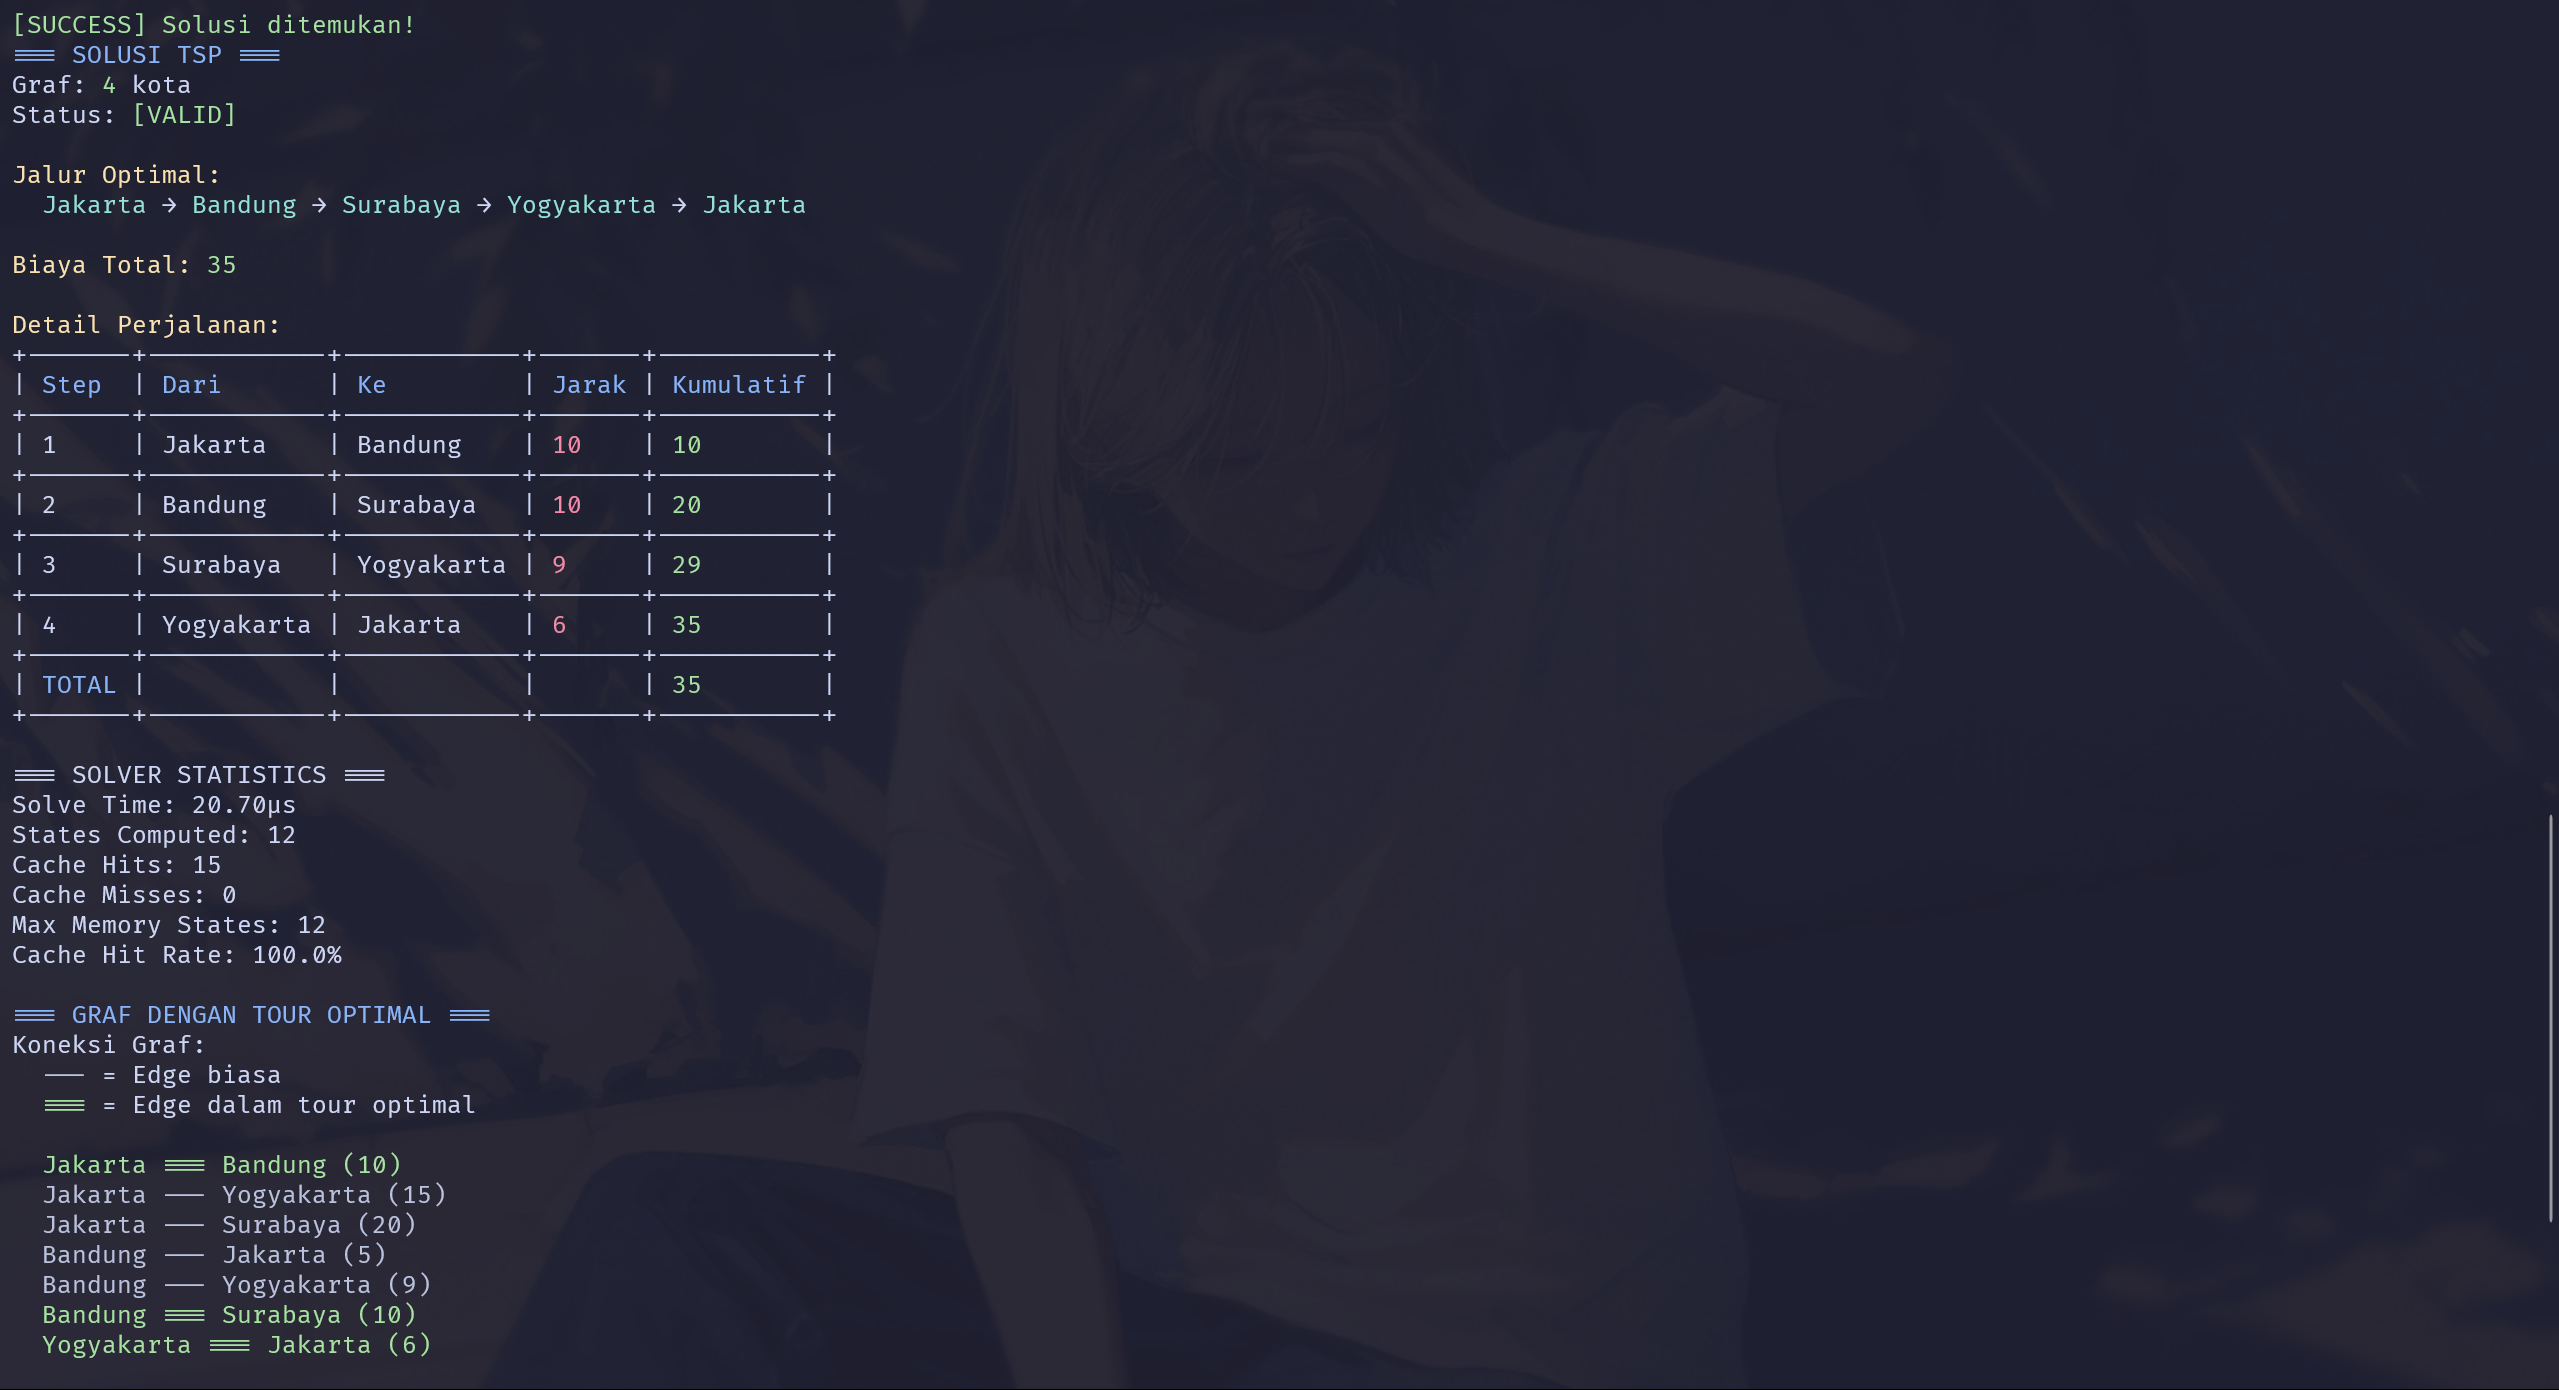 [SUCCESS] Solusi ditemukan!
=== SOLUSI TSP ===
Graf: 4 kota
Status: [VALID]
Jalur Optimal:
Jakarta → Bandung → Surabaya → Yogyakarta → Jakarta
Biaya Total: 35
Detail Perjalanan:
+-------+------------+------------+-------+-----------+
| Step | Dari | Ke | Jarak | Kumulatif |
+-------+------------+------------+-------+-----------+
| 1 | Jakarta | Bandung | 10 | 10 |
+-------+------------+------------+-------+-----------+
| 2 | Bandung | Surabaya | 10 | 20 |
+-------+------------+------------+-------+-----------+
| 3 | Surabaya | Yogyakarta | 9 | 29 |
+-------+------------+------------+-------+-----------+
| 4 | Yogyakarta | Jakarta | 6 | 35 |
+-------+------------+------------+-------+-----------+
| TOTAL | | | | 35 |
+-------+------------+------------+-------+-----------+
=== SOLVER STATISTICS ===
Solve Time: 20.70µs
States Computed: 12
Cache Hits: 15
Cache Misses: 0
Max Memory States: 12
Cache Hit Rate: 100.0%
=== GRAF DENGAN TOUR OPTIMAL ===
Koneksi Graf:
--- = Edge biasa
=== = Edge dalam tour optimal
Jakarta === Bandung (10)
Jakarta --- Yogyakarta (15)
Jakarta --- Surabaya (20)
Bandung --- Jakarta (5)
Bandung --- Yogyakarta (9)
Bandung === Surabaya (10)
Yogyakarta === Jakarta (6)